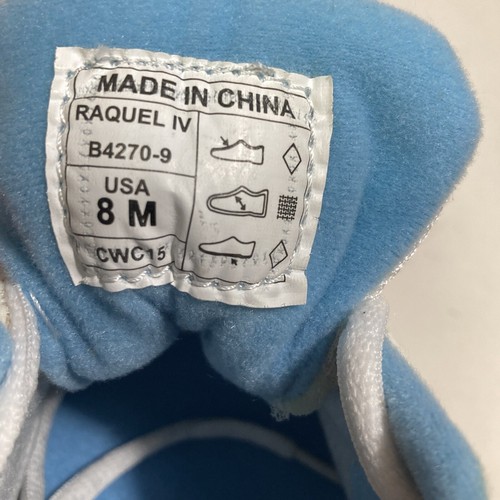 MADE IN CHINA
RAQUEL IV
B4270-9
USA
8 M
CWC15